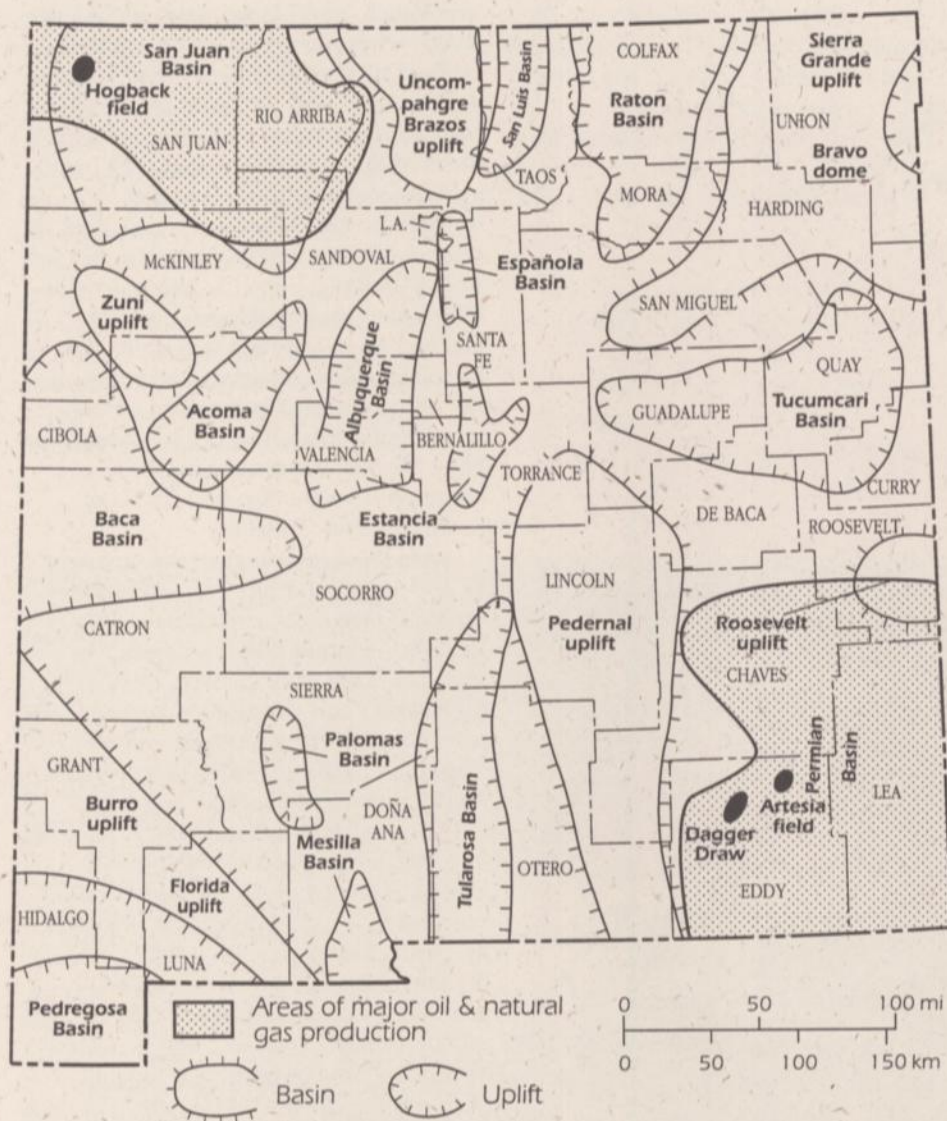 San Juan
Basin
Hogback
field
SAN JUAN
RIO ARRIBA
Uncom-
pahgre
Brazos
uplift
San Luis Basin
TAOS
COLFAX
Raton
Basin
MORA
Sierra
Grande
uplift
UNION
Bravo
dome
HARDING
L.A.
McKINLEY
SANDOVAL
Española
Basin
SAN MIGUEL
Zuni
uplift
SANTA
FE
Albuquerque
Basin
QUAY
Acoma
Basin
GUADALUPE
Tucumcari
Basin
CIBOLA
VALENCIA
BERNALILLO
TORRANCE
CURRY
Baca
Basin
Estancia
Basin
DE BACA
ROOSEVELT
SOCORRO
LINCOLN
CATRON
Pedernal
uplift
Roosevelt
uplift
CHAVES
SIERRA
Palomas
Basin
Permian
Basin
GRANT
LEA
Burro
uplift
DOÑA
ANA
Artesia
field
Mesilla
Basin
Tularosa Basin
Dagger
Draw
OTERO
Florida
uplift
EDDY
HIDALGO
LUNA
Pedregosa
Basin
Areas of major oil & natural
gas production
0 50 100 mi
0 50 100 150 km
Basin
Uplift